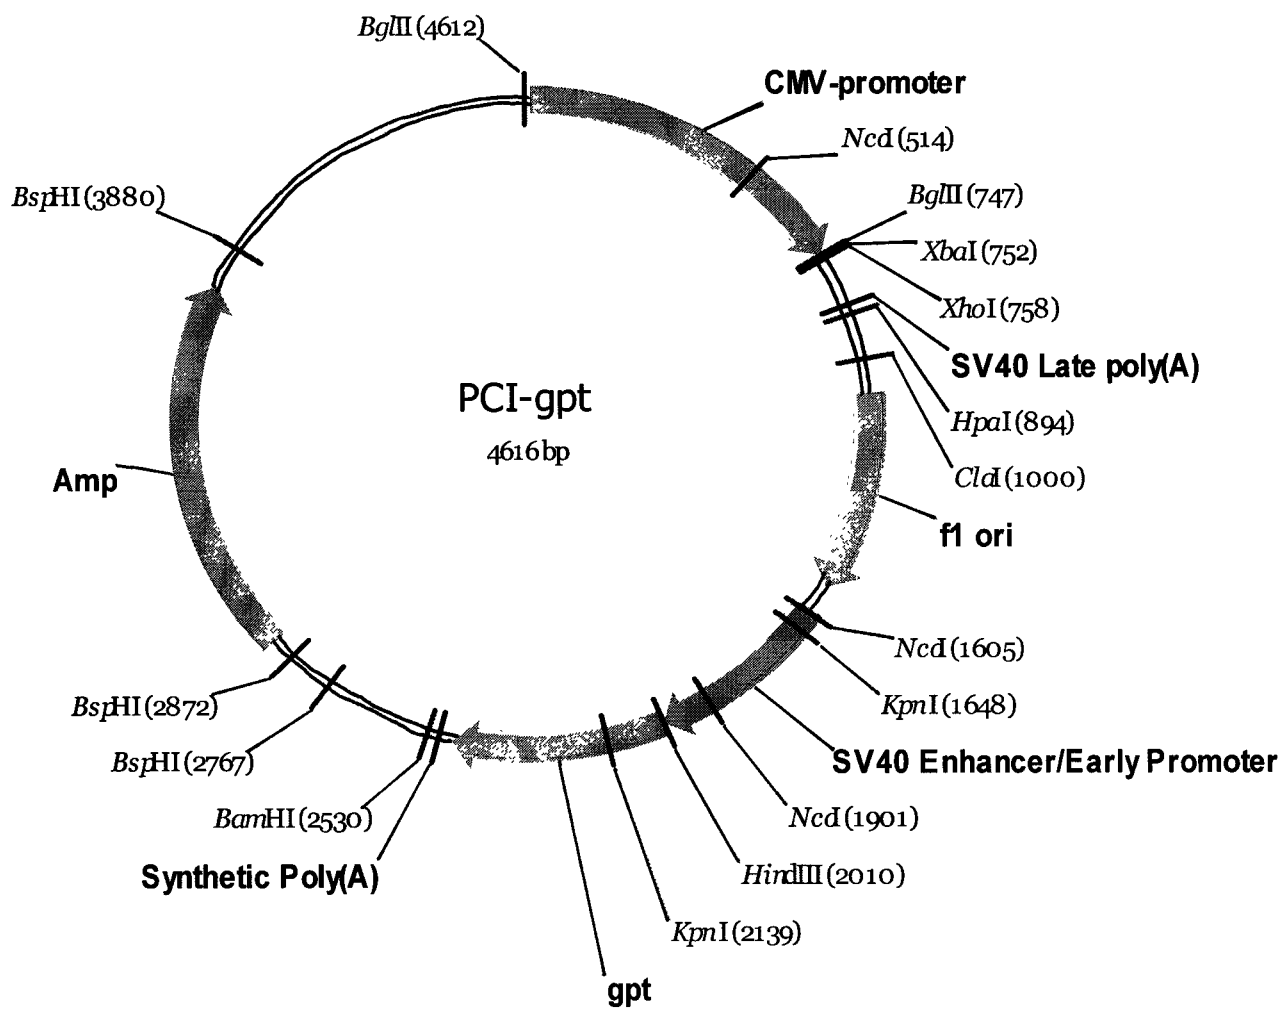 BglII (4612)
CMV-promoter
NcoI (514)
BglII (747)
XbaI (752)
XhoI (758)
SV40 Late poly(A)
HpaI (894)
ClaI (1000)
f1 ori
NcoI (1605)
KpnI (1648)
SV40 Enhancer/Early Promoter
NcoI (1901)
HindIII (2010)
KpnI (2139)
gpt
Synthetic Poly(A)
BamHI (2530)
BspHI (2767)
BspHI (2872)
Amp
BspHI (3880)
PCI-gpt
4616 bp